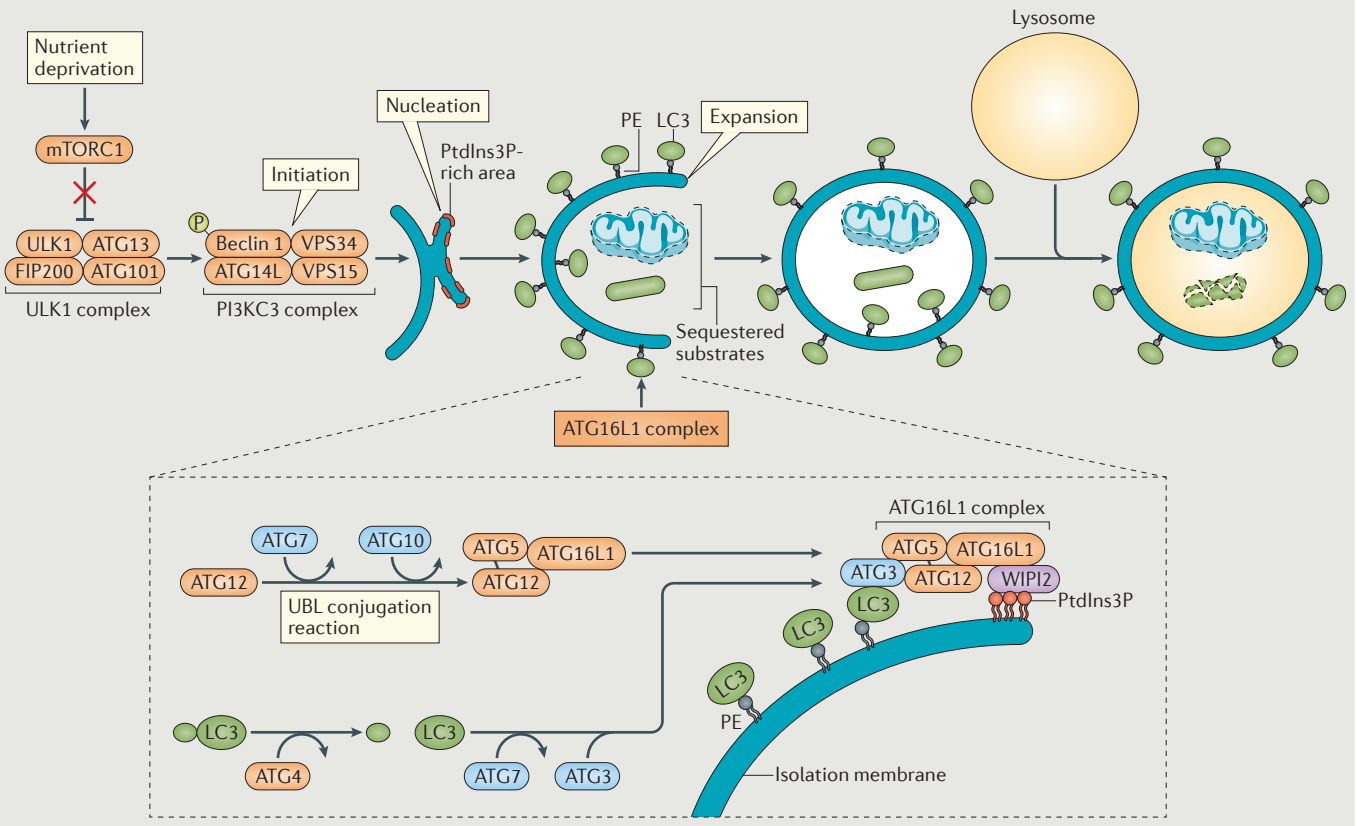 Nutrient
deprivation
mTORC1
ULK1
ATG13
FIP200
ATG101
ULK1 complex
Initiation
P
Beclin 1
VPS34
ATG14L
VPS15
PI3KC3 complex
Nucleation
PtdIns3P-
rich area
PE
LC3
Expansion
Sequestered
substrates
ATG16L1 complex
Lysosome
ATG12
ATG7
ATG10
UBL conjugation
reaction
ATG5
ATG16L1
ATG12
LC3
ATG4
LC3
ATG7
ATG3
ATG16L1 complex
ATG5
ATG16L1
ATG3
ATG12
WIPI2
PtdIns3P
LC3
LC3
LC3
PE
Isolation membrane